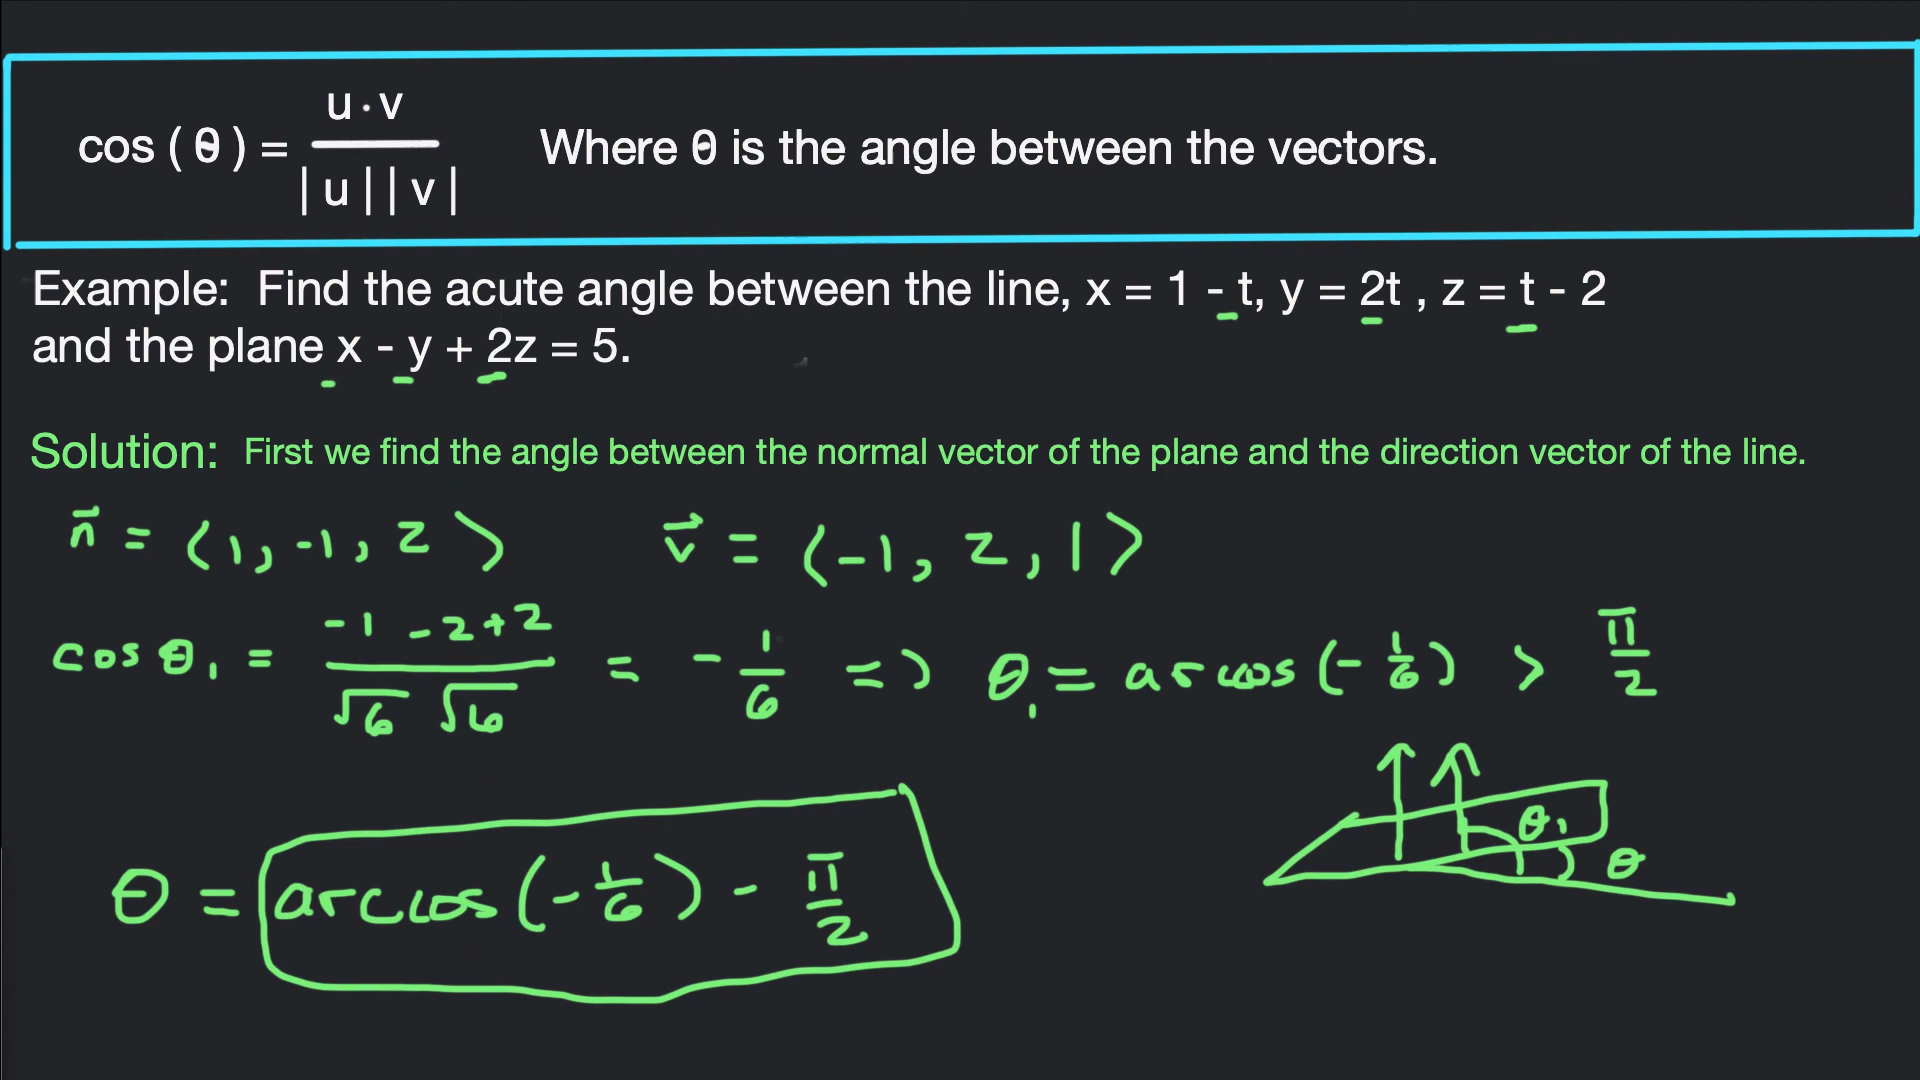 cos ( θ ) = u · v / | u | | v | Where θ is the angle between the vectors.
Example: Find the acute angle between the line, x = 1 - t, y = 2t , z = t - 2
and the plane x - y + 2z = 5.
Solution: First we find the angle between the normal vector of the plane and the direction vector of the line.
n⃗ = ⟨1, -1, 2⟩ v⃗ = ⟨-1, 2, 1⟩
cos θ₁ = (-1 - 2 + 2) / (√6 √6) = - 1/6 => θ₁ = arccos (- 1/6) > π/2
θ₁ θ
θ = arccos (- 1/6) - π/2